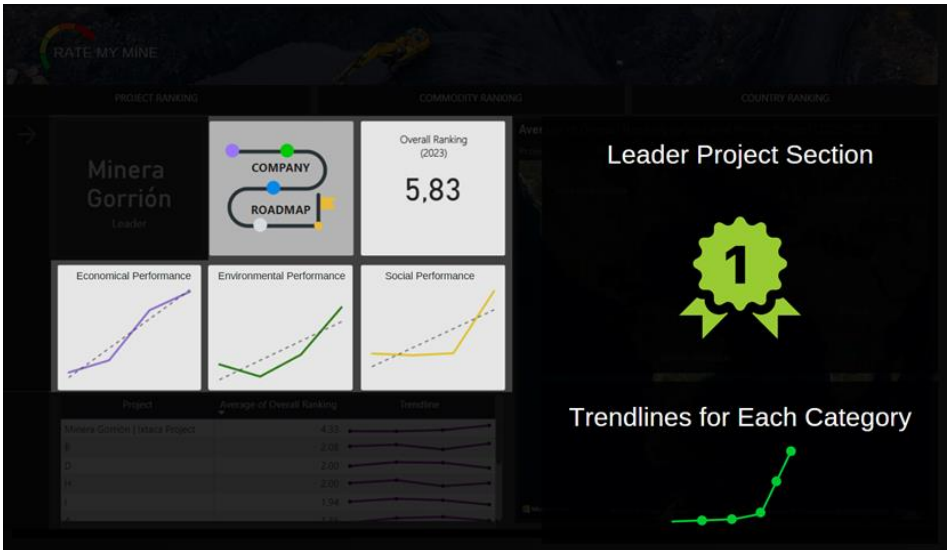 RATE MY MINE
PROJECT RANKING
COMMODITY RANKING
COUNTRY RANKING
Minera
Gorrión
Leader
COMPANY
ROADMAP
Overall Ranking
(2023)
5,83
Leader Project Section
1
Economical Performance
Environmental Performance
Social Performance
Project
Average of Overall Ranking
Trendline
Minera Gorrión | Ixtaca Project
4.33
E
2.08
D
2.00
H
2.00
I
1.94
Trendlines for Each Category